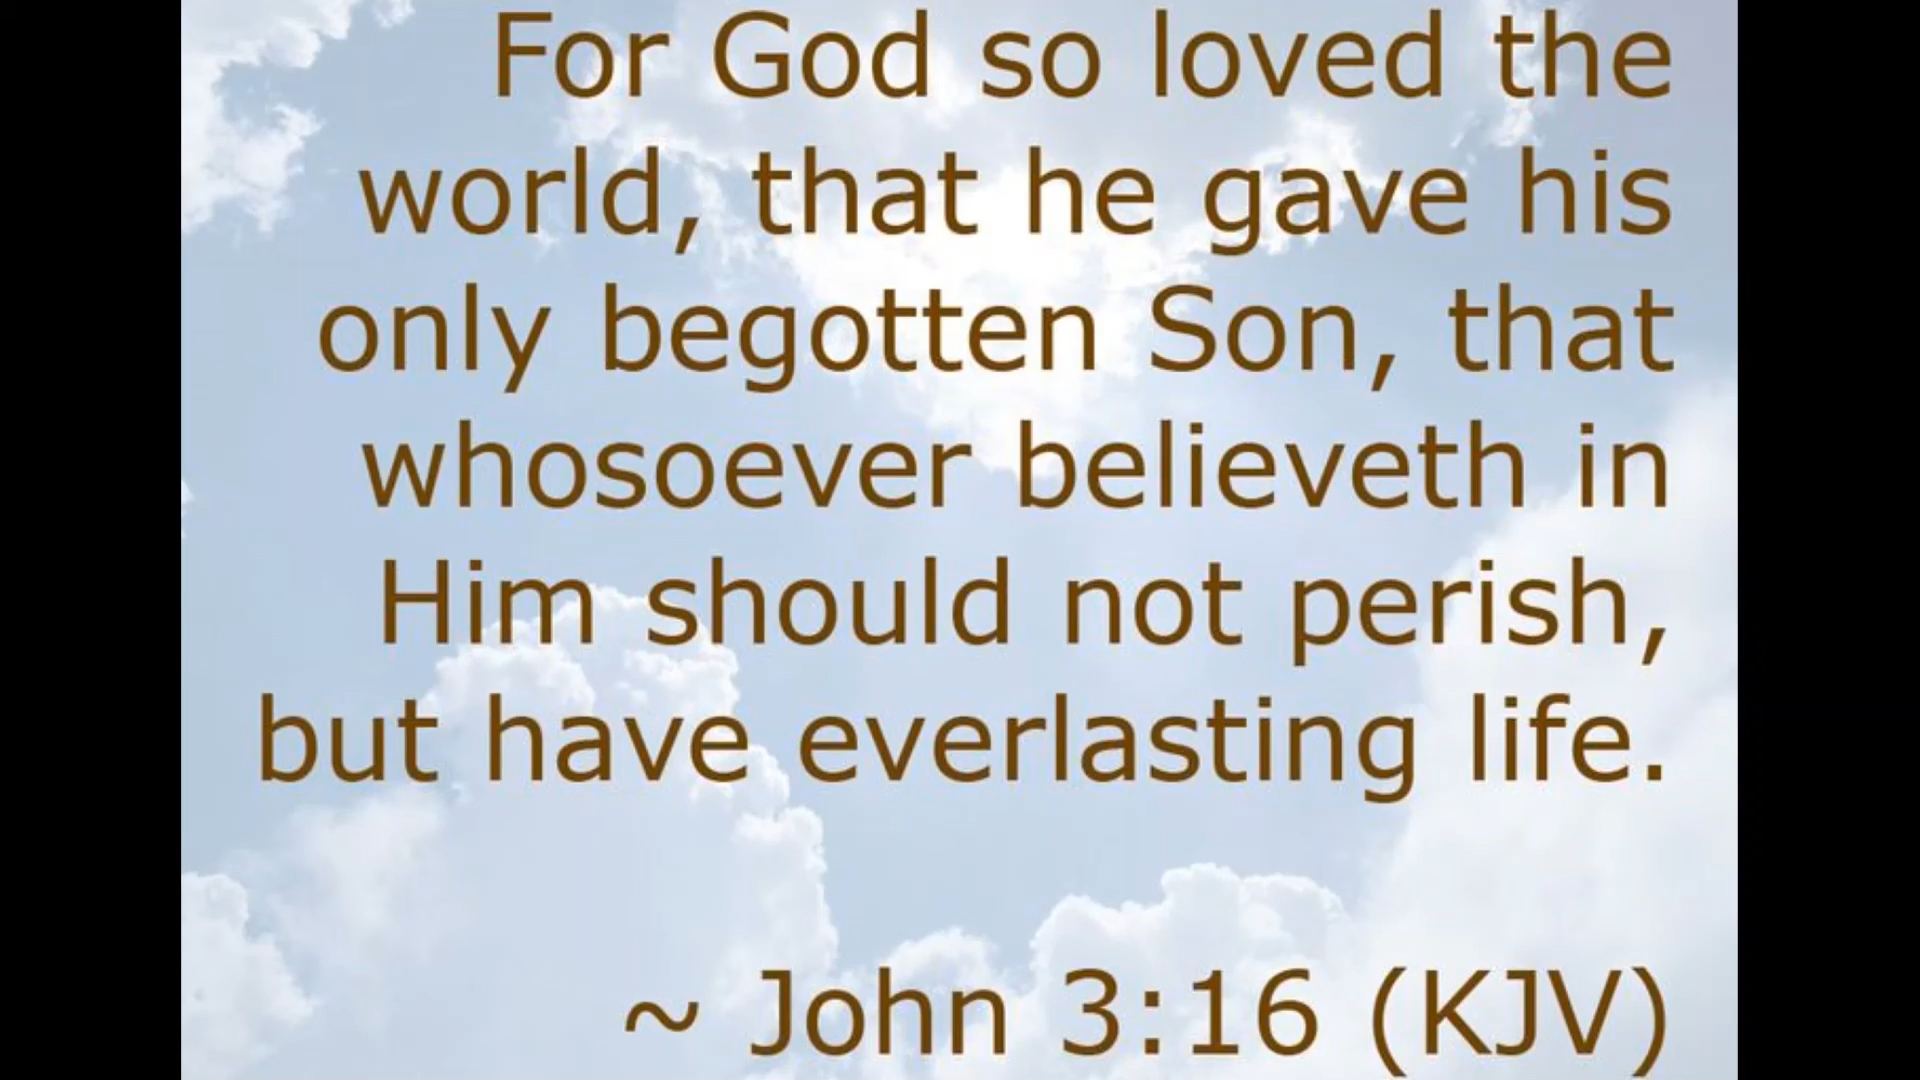 For God so loved the
world, that he gave his
only begotten Son, that
whosoever believeth in
Him should not perish,
but have everlasting life.
~ John 3:16 (KJV)